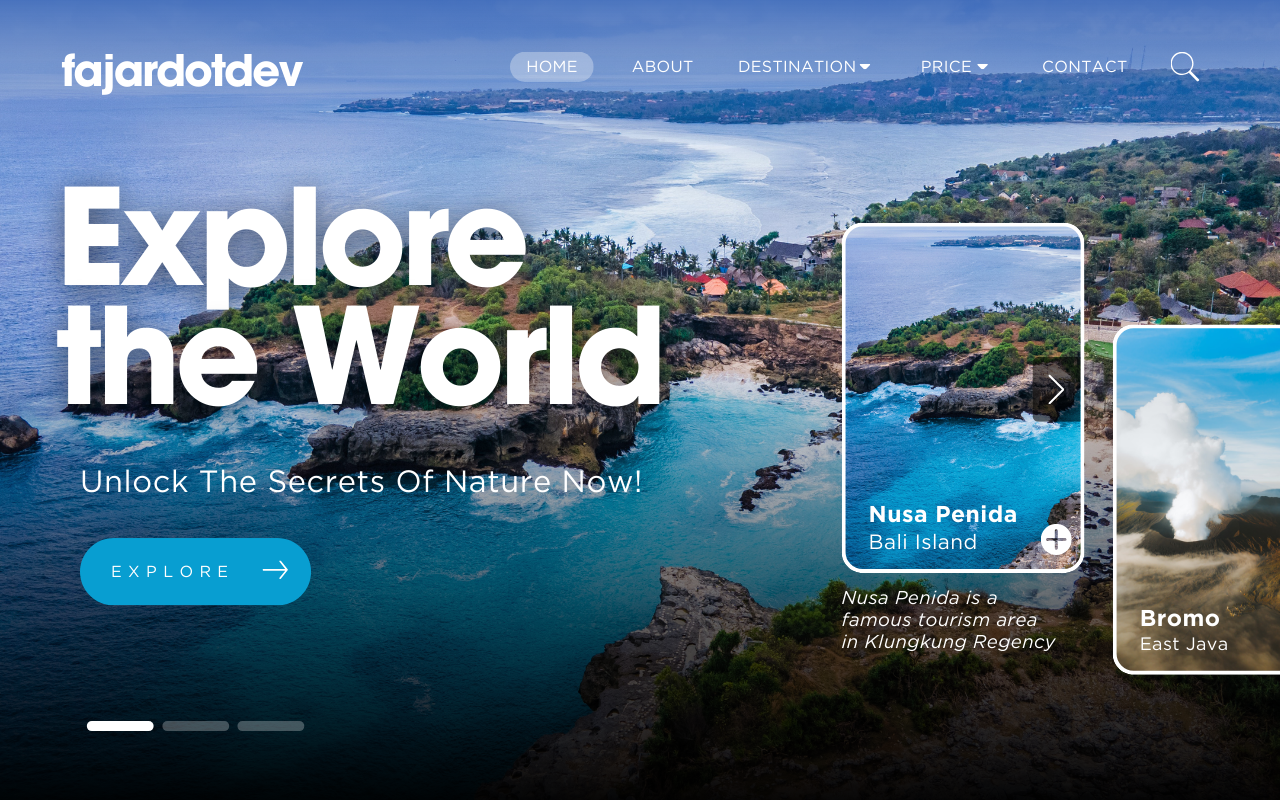 fajardotdev
HOME ABOUT DESTINATION PRICE CONTACT
Explore
the World
Unlock The Secrets Of Nature Now!
EXPLORE
Nusa Penida
Bali Island
Nusa Penida is a
famous tourism area
in Klungkung Regency
Bromo
East Java